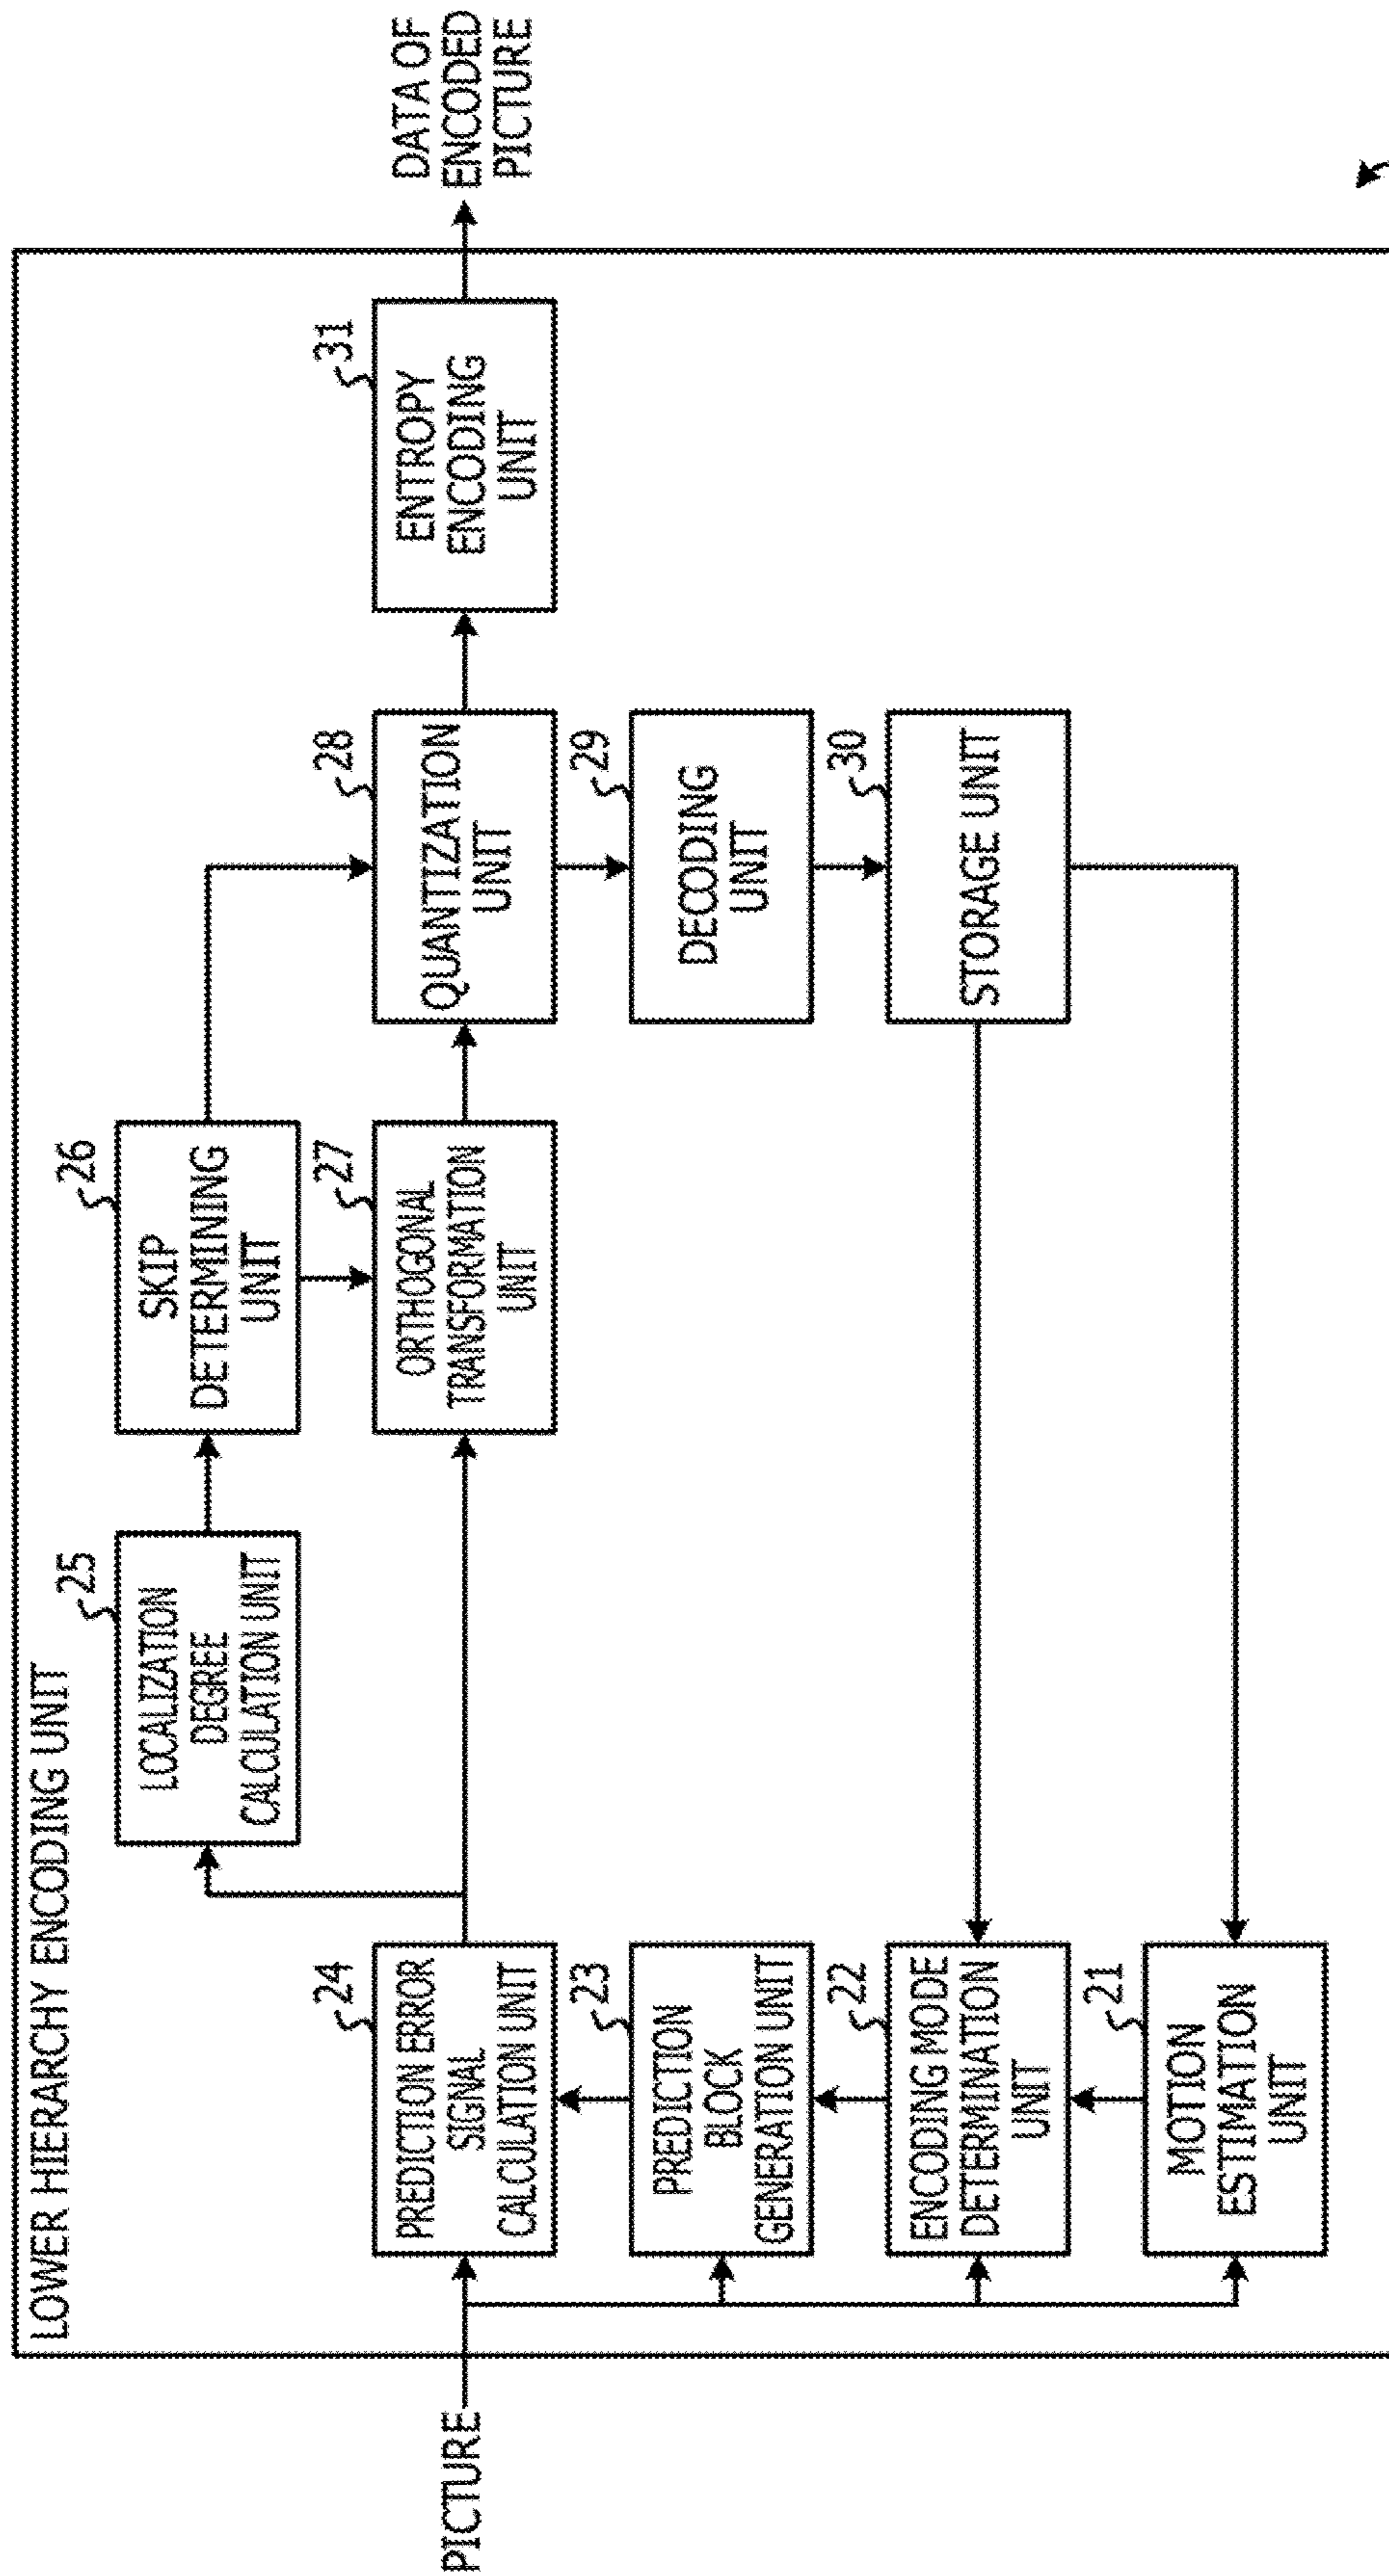 LOWER HIERARCHY ENCODING UNIT
25
LOCALIZATION
DEGREE
CALCULATION UNIT
26
SKIP
DETERMINING
UNIT
PICTURE
24
PREDICTION ERROR
SIGNAL
CALCULATION UNIT
27
ORTHOGONAL
TRANSFORMATION
UNIT
28
QUANTIZATION
UNIT
31
ENTROPY
ENCODING
UNIT
DATA OF
ENCODED
PICTURE
23
PREDICTION
BLOCK
GENERATION UNIT
29
DECODING
UNIT
22
ENCODING MODE
DETERMINATION
UNIT
30
STORAGE UNIT
21
MOTION
ESTIMATION
UNIT